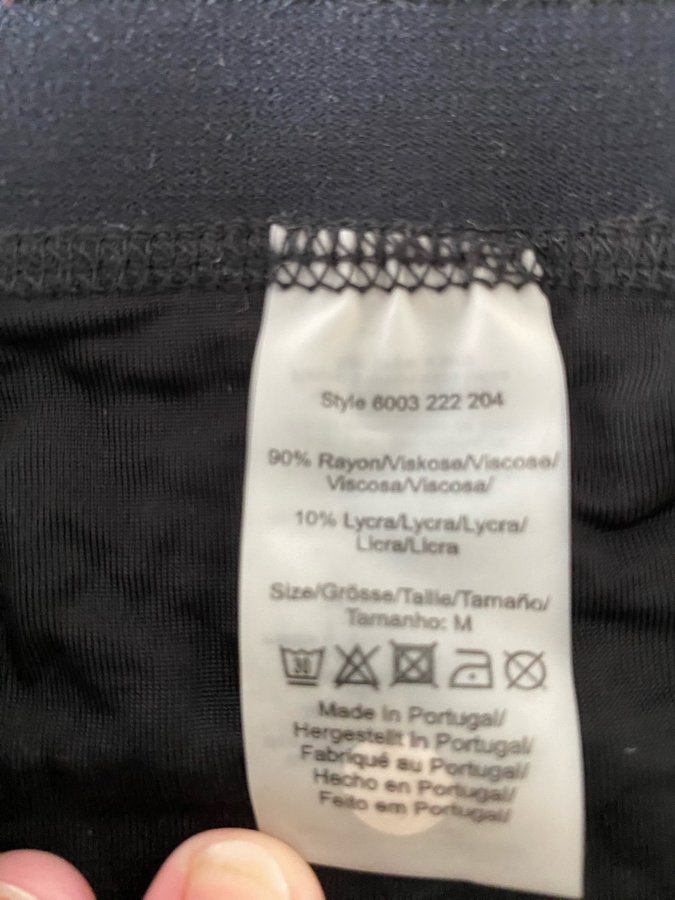 Style 6003 222 204
90% Rayon/Viskose/Viscose/
Viscosa/Viscosa/
10% Lycra/Lycra/Lycra/
Licra/Licra
Size/Grösse/Taille/Tamaño/
Tamanho: M
30
Made in Portugal/
Hergestellt in Portugal/
Fabriqué au Portugal/
Hecho en Portugal/
Feito em Portugal/